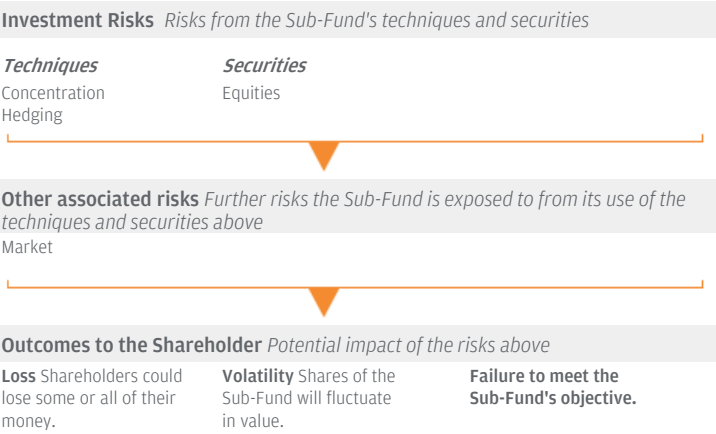 Investment Risks Risks from the Sub-Fund's techniques and securities
Techniques Securities
Concentration Equities
Hedging
Other associated risks Further risks the Sub-Fund is exposed to from its use of the
techniques and securities above
Market
Outcomes to the Shareholder Potential impact of the risks above
Loss Shareholders could
lose some or all of their
money.
Volatility Shares of the
Sub-Fund will fluctuate
in value.
Failure to meet the
Sub-Fund's objective.